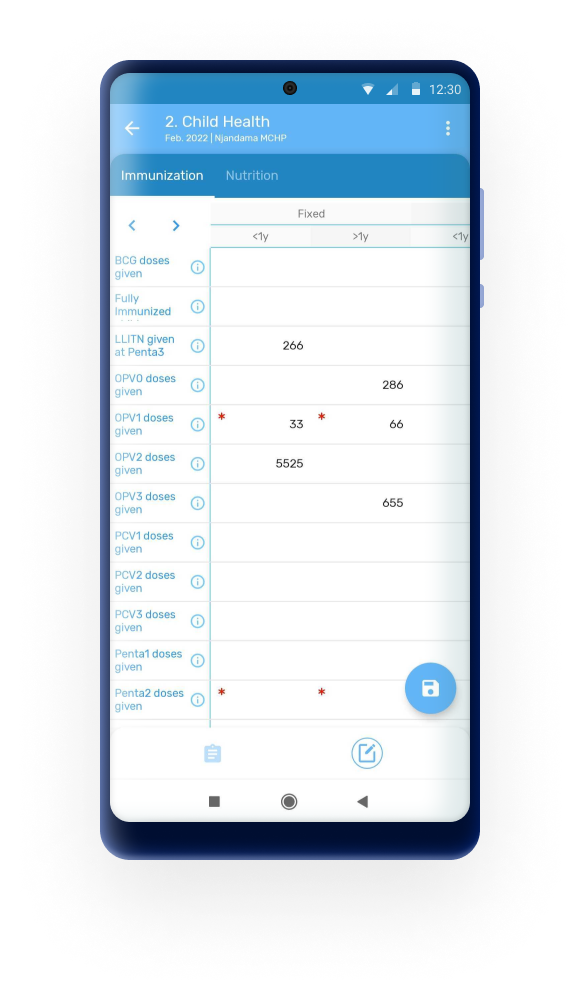 12:30
2. Child Health
Feb. 2022 | Njandama MCHP
Immunization Nutrition
Fixed
<1y >1y <1y
BCG doses
given
Fully
Immunized
LLITN given
at Penta3 266
OPV0 doses
given 286
OPV1 doses
given * 33 * 66
OPV2 doses
given 5525
OPV3 doses
given 655
PCV1 doses
given
PCV2 doses
given
PCV3 doses
given
Penta1 doses
given
Penta2 doses
given * *